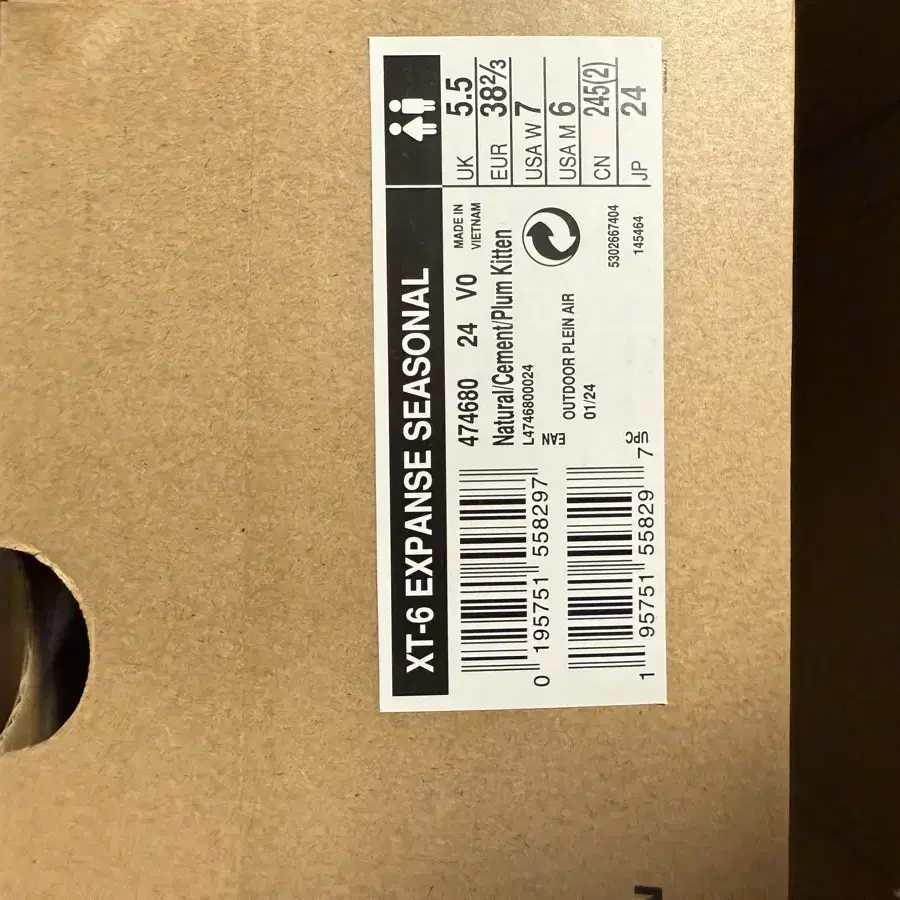 XT-6 EXPANSE SEASONAL
474680 24 V0
MADE IN
VIETNAM
Natural/Cement/Plum Kitten
L4746800024
EAN
OUTDOOR PLEIN AIR
01/24
UPC
0 195751 558297
1 95751 55829 7
5302667404
145464
UK 5.5
EUR 38⅔
USA W 7
USA M 6
CN 245(2)
JP 24